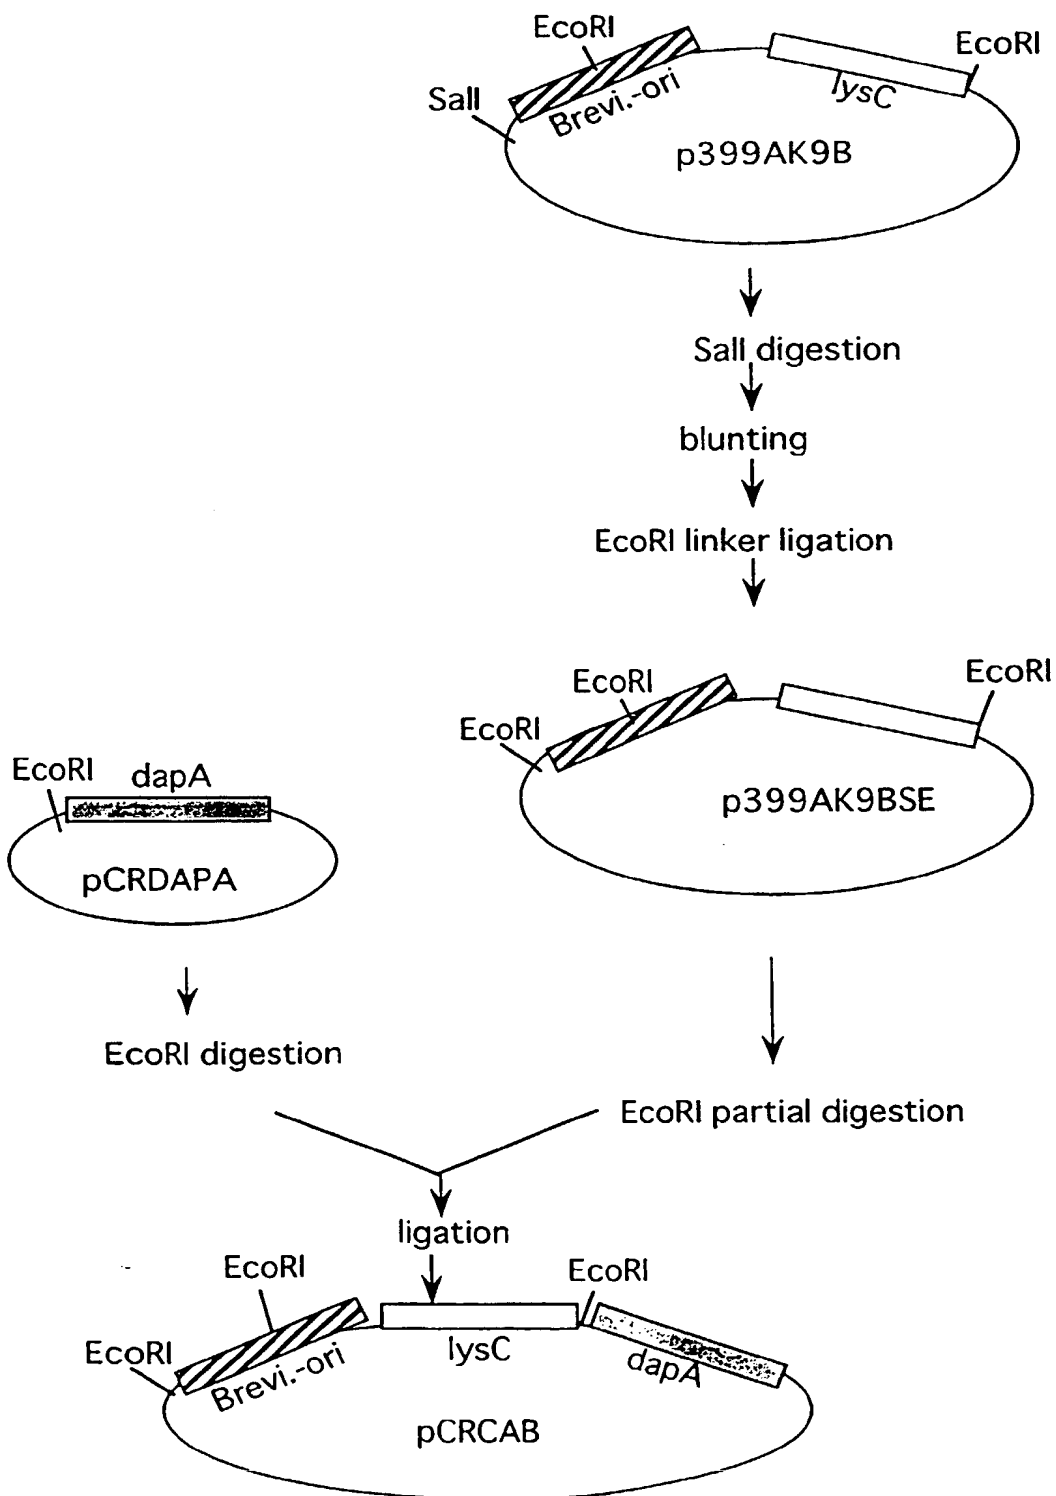 EcoRI
EcoRI
SalI
Brevi.-ori
lysC
p399AK9B
SalI digestion
blunting
EcoRI linker ligation
EcoRI
EcoRI
EcoRI
p399AK9BSE
EcoRI
dapA
pCRDAPA
EcoRI digestion
EcoRI partial digestion
ligation
EcoRI
EcoRI
EcoRI
Brevi.-ori
lysC
dapA
pCRCAB